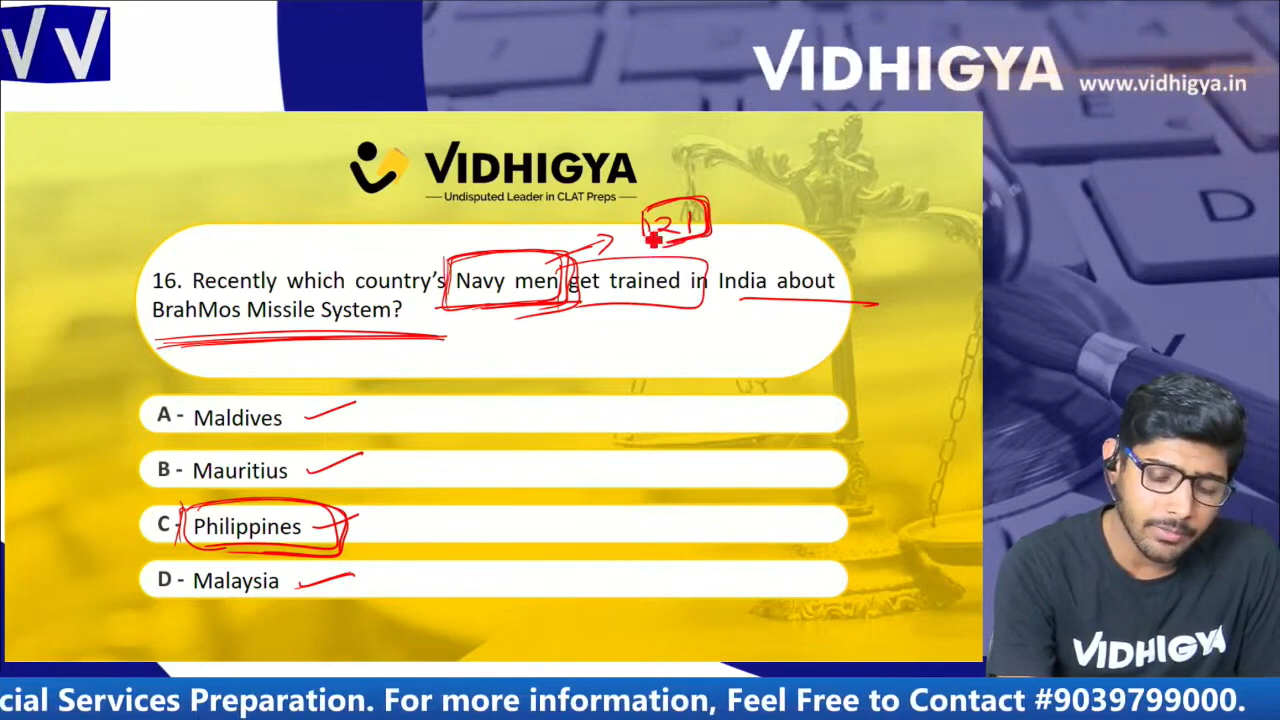 VV
VIDHIGYA
www.vidhigya.in
VIDHIGYA
Undisputed Leader in CLAT Preps
21
16. Recently which country's Navy men get trained in India about
BrahMos Missile System?
A - Maldives
B - Mauritius
C - Philippines
D - Malaysia
D
VIDHIGYA
cial Services Preparation. For more information, Feel Free to Contact #9039799000.